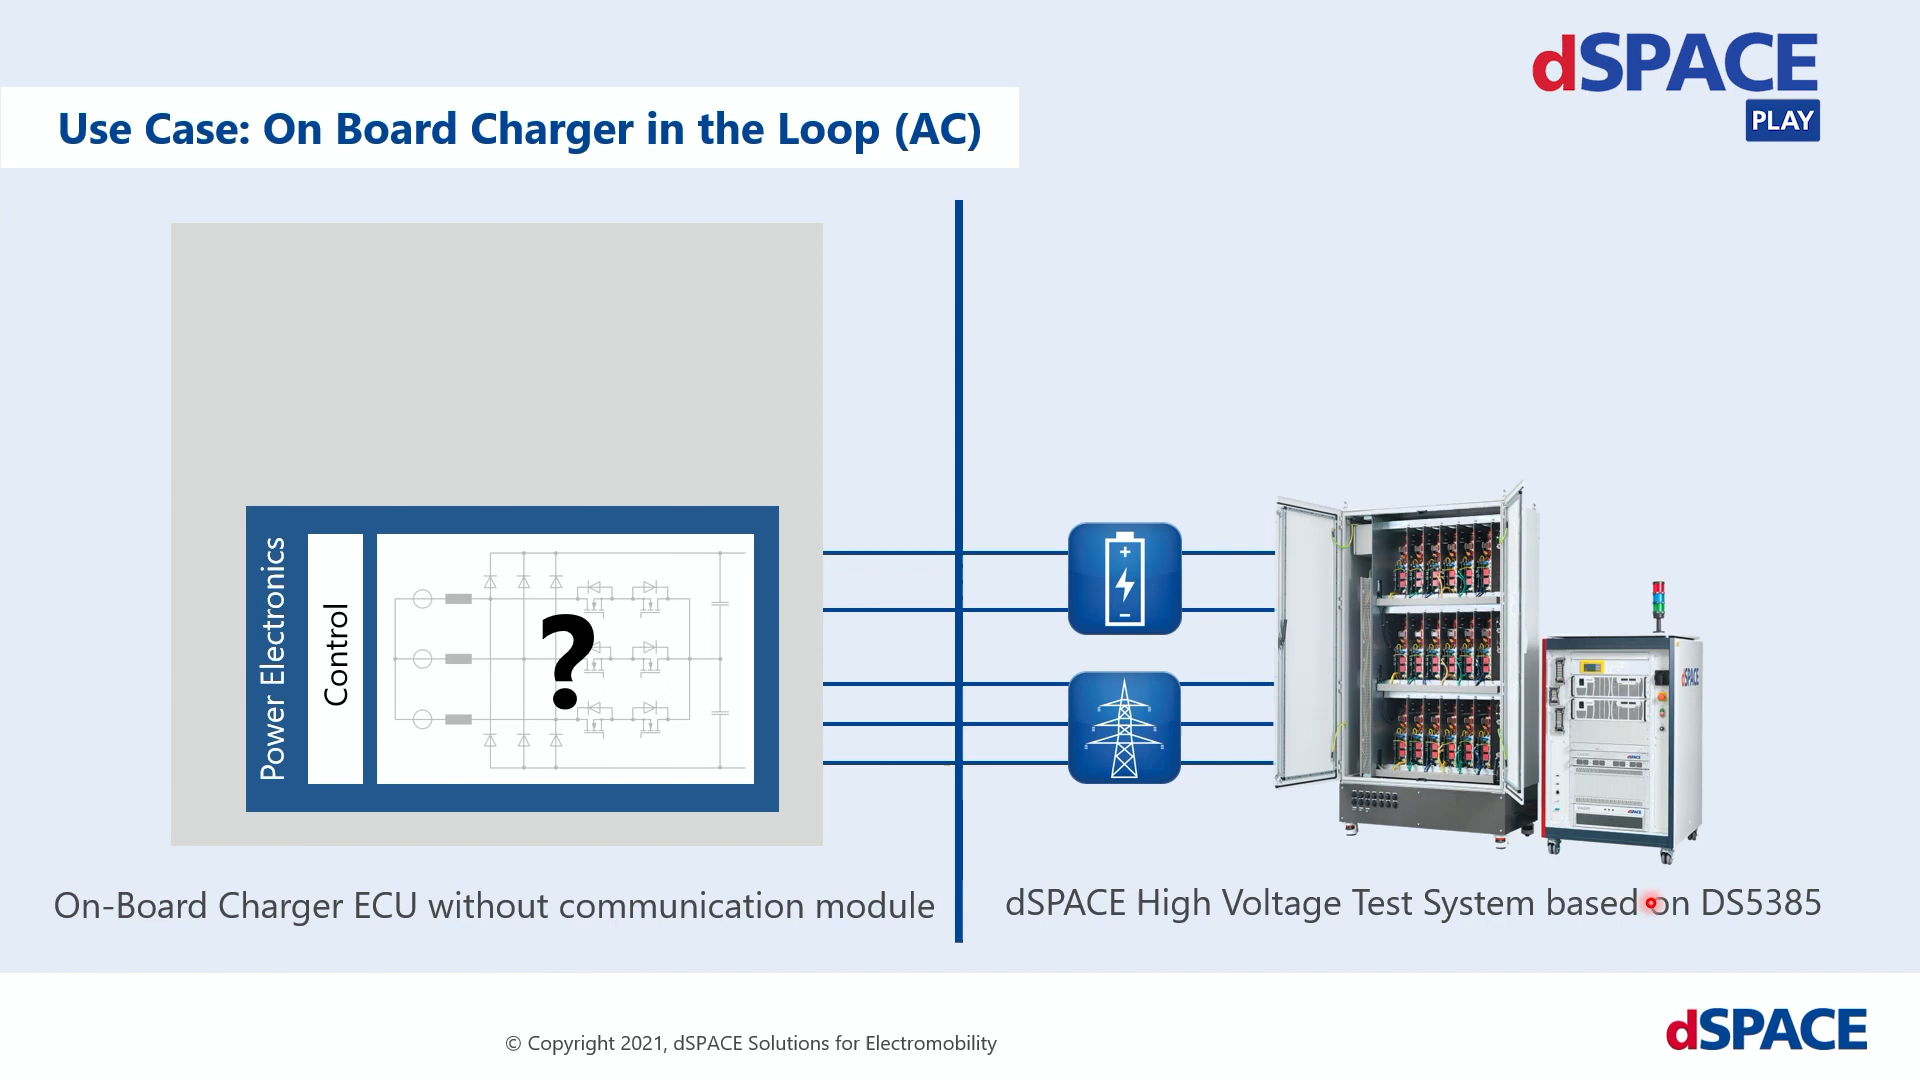 dSPACE
PLAY
Use Case: On Board Charger in the Loop (AC)
Power Electronics
Control
?
+
−
dSPACE
On-Board Charger ECU without communication module
dSPACE High Voltage Test System based on DS5385
© Copyright 2021, dSPACE Solutions for Electromobility
dSPACE